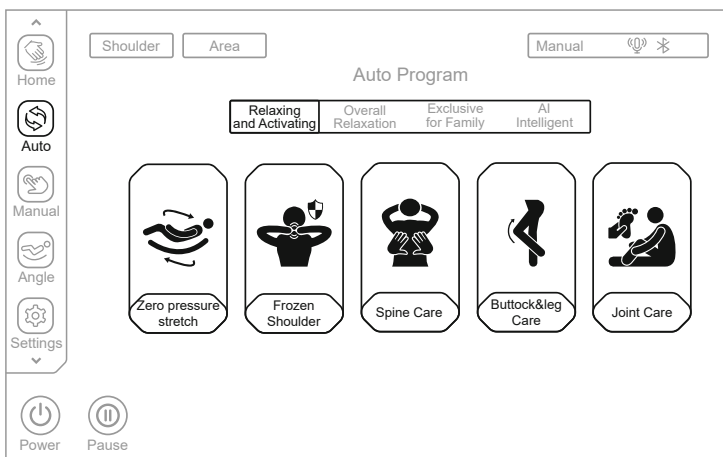 Shoulder
Area
Manual
Home
Auto Program
Relaxing
and Activating
Overall
Relaxation
Exclusive
for Family
AI
Intelligent
Auto
Manual
Angle
Settings
Zero pressure
stretch
Frozen
Shoulder
Spine Care
Buttock&leg
Care
Joint Care
Power
Pause